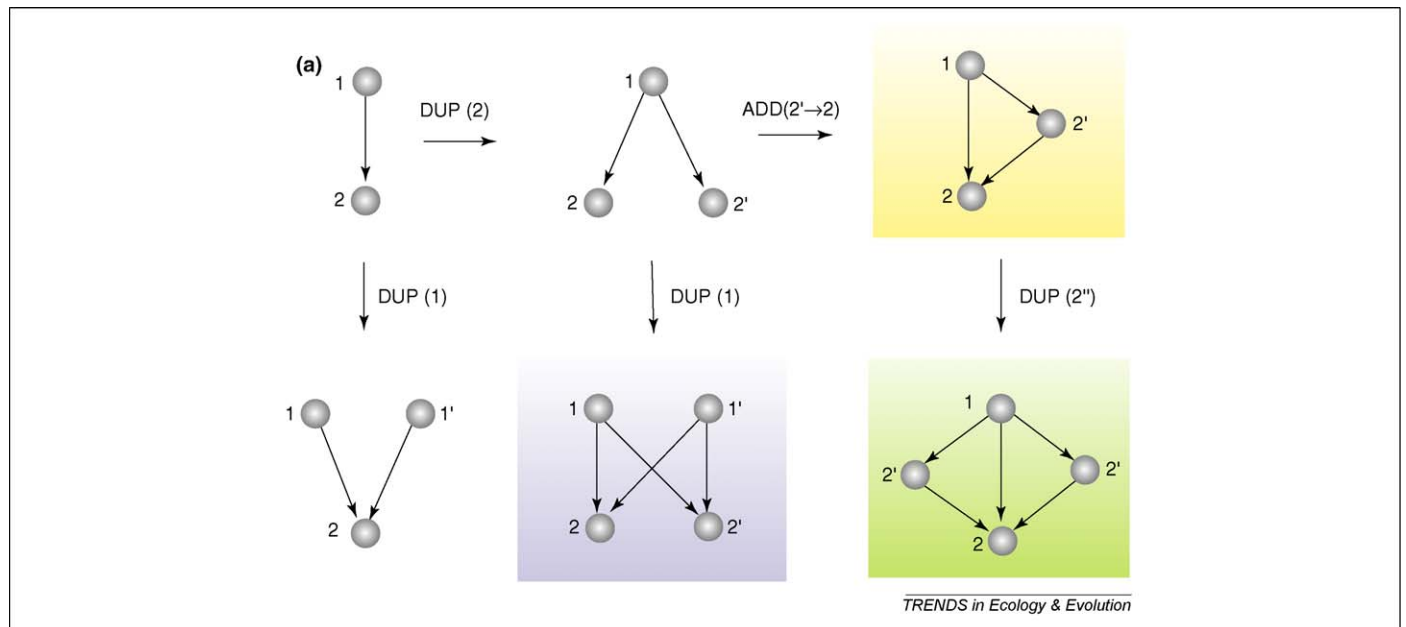 (a)
1
2
DUP (2)
1
2
2'
ADD(2'→2)
1
2'
2
DUP (1)
DUP (1)
DUP (2")
1
1'
2
1
1'
2
2'
1
2'
2'
2
TRENDS in Ecology & Evolution